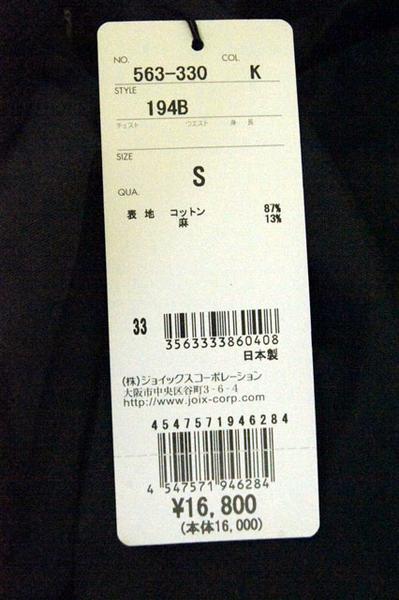 NO. 563-330 COL K
STYLE
194B
チェスト ウエスト 身長
SIZE
S
QUA.
表地 コットン 87%
麻 13%
33
3563333860408
日本製
(株)ジョイックスコーポレーション
大阪市中央区谷町3-6-4
http://www.joix-corp.com
4547571946284
4 547571 946284
¥16,800
(本体16,000)